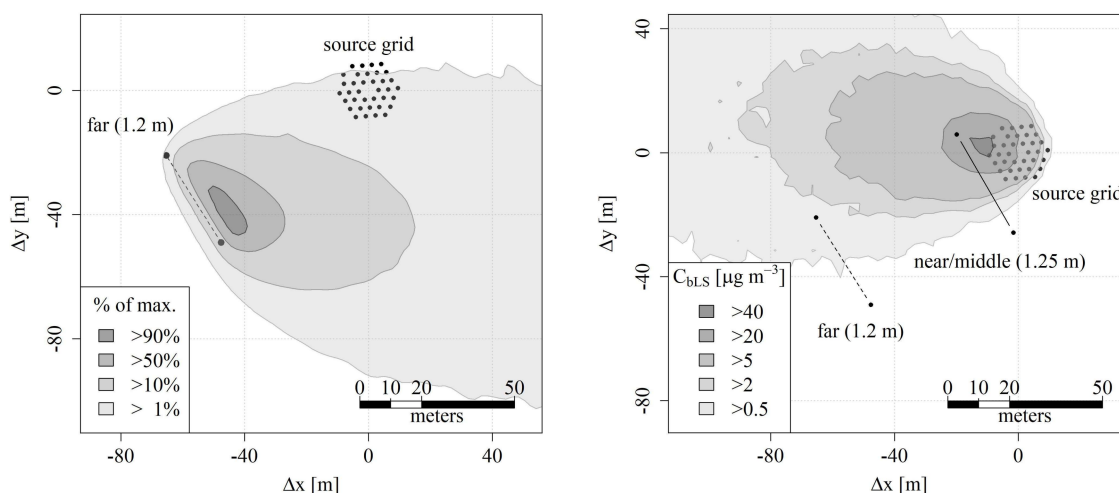 source grid
far (1.2 m)
0
-40
-80
Δy [m]
% of max.
>90%
>50%
>10%
> 1%
0 10 20 50
meters
-80 -40 0 40
Δx [m]
40
0
-40
-80
Δy [m]
source grid
near/middle (1.25 m)
far (1.2 m)
C_bLS [μg m⁻³]
>40
>20
>5
>2
>0.5
0 10 20 50
meters
-80 -40 0
Δx [m]